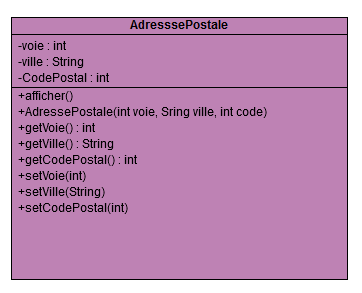 AdresssePostale
-voie : int
-ville : String
-CodePostal : int
+afficher()
+AdressePostale(int voie, Sring ville, int code)
+getVoie() : int
+getVille() : String
+getCodePostal() : int
+setVoie(int)
+setVille(String)
+setCodePostal(int)